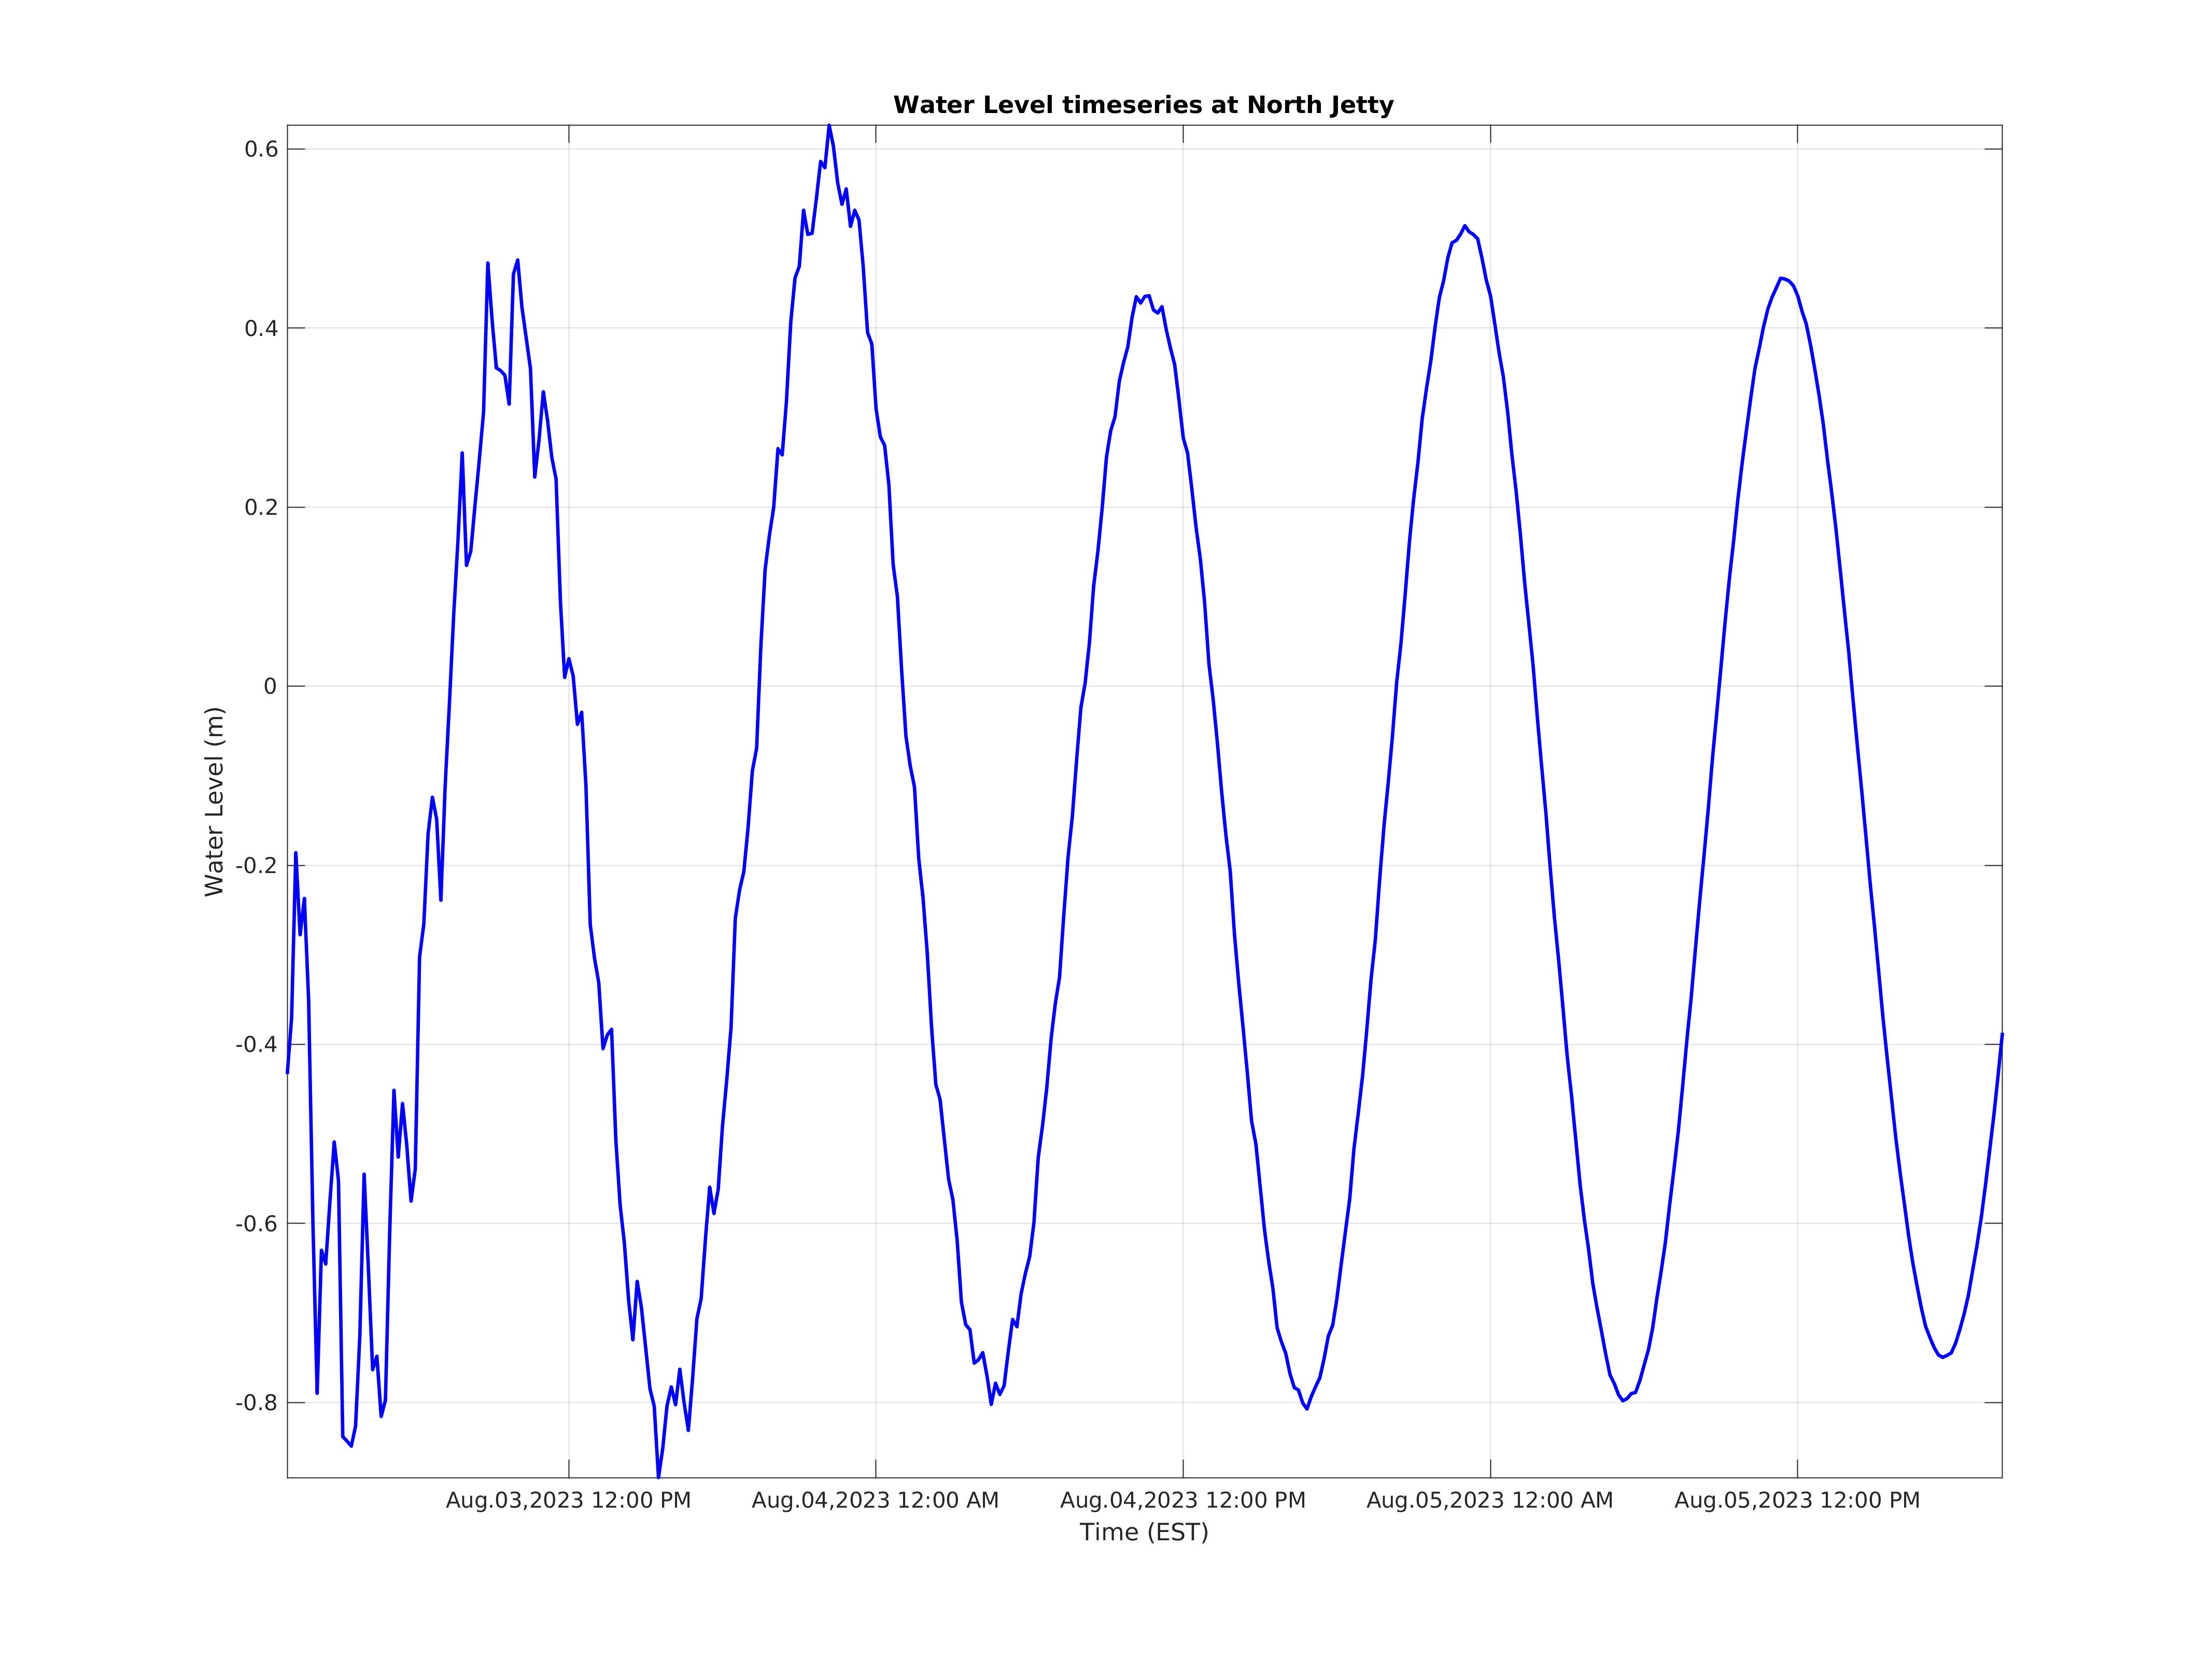 Water Level timeseries at North Jetty
0.6
0.4
0.2
0
-0.2
-0.4
-0.6
-0.8
Water Level (m)
Aug.03,2023 12:00 PM
Aug.04,2023 12:00 AM
Aug.04,2023 12:00 PM
Aug.05,2023 12:00 AM
Aug.05,2023 12:00 PM
Time (EST)